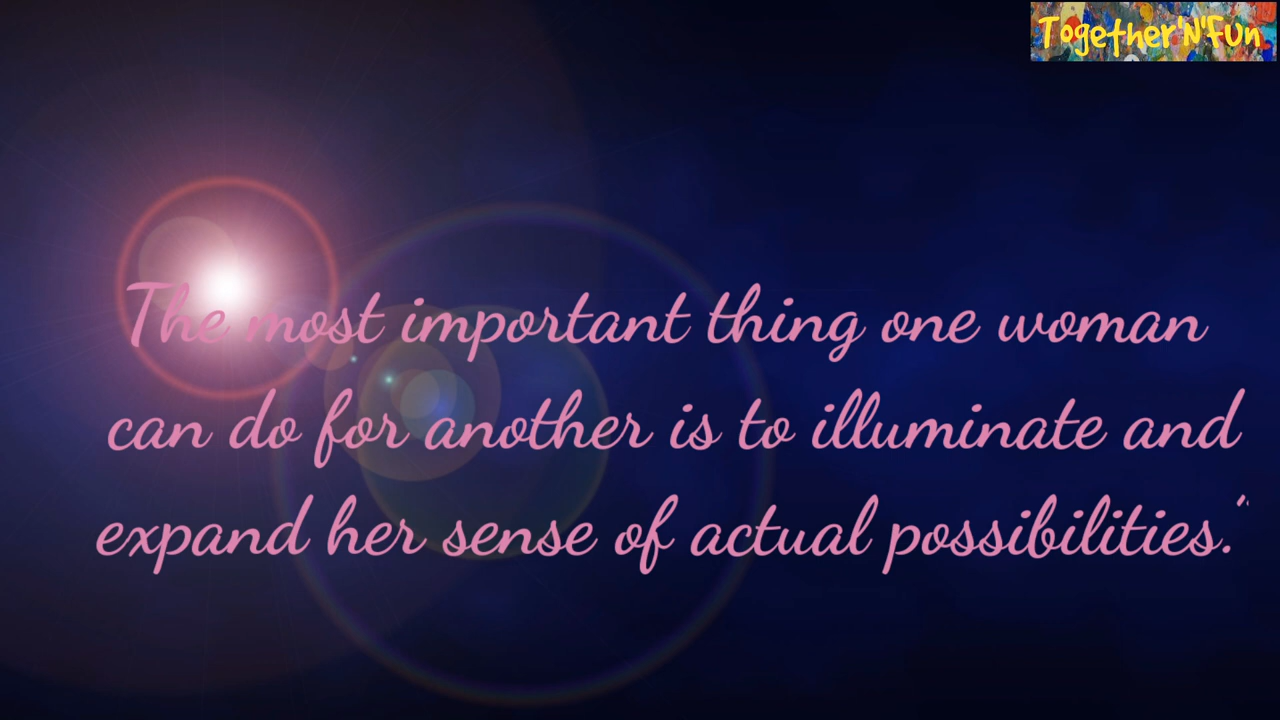 Together'N'Fun
The most important thing one woman
can do for another is to illuminate and
expand her sense of actual possibilities.”